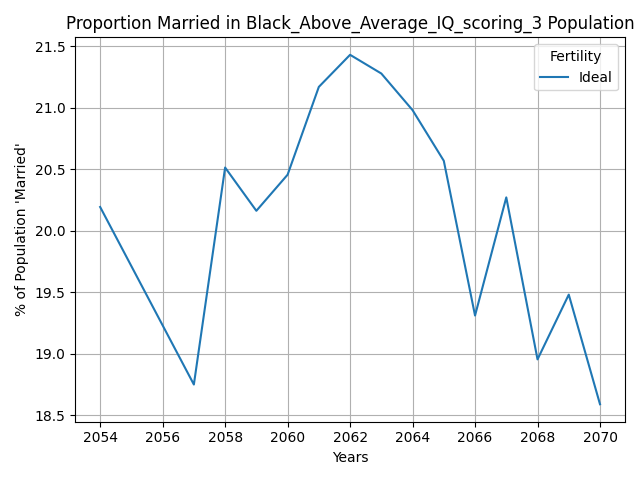 Proportion Married in Black_Above_Average_IQ_scoring_3 Population
Fertility
Ideal
% of Population 'Married'
21.5
21.0
20.5
20.0
19.5
19.0
18.5
2054 2056 2058 2060 2062 2064 2066 2068 2070
Years